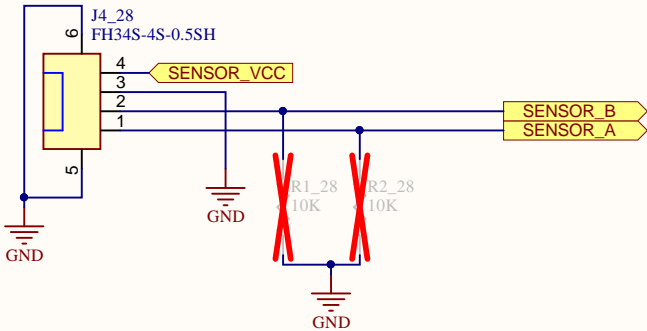 J4_28
FH34S-4S-0.5SH
6
4
SENSOR_VCC
3
2
SENSOR_B
1
SENSOR_A
5
R1_28
R2_28
10K
10K
GND
GND
GND